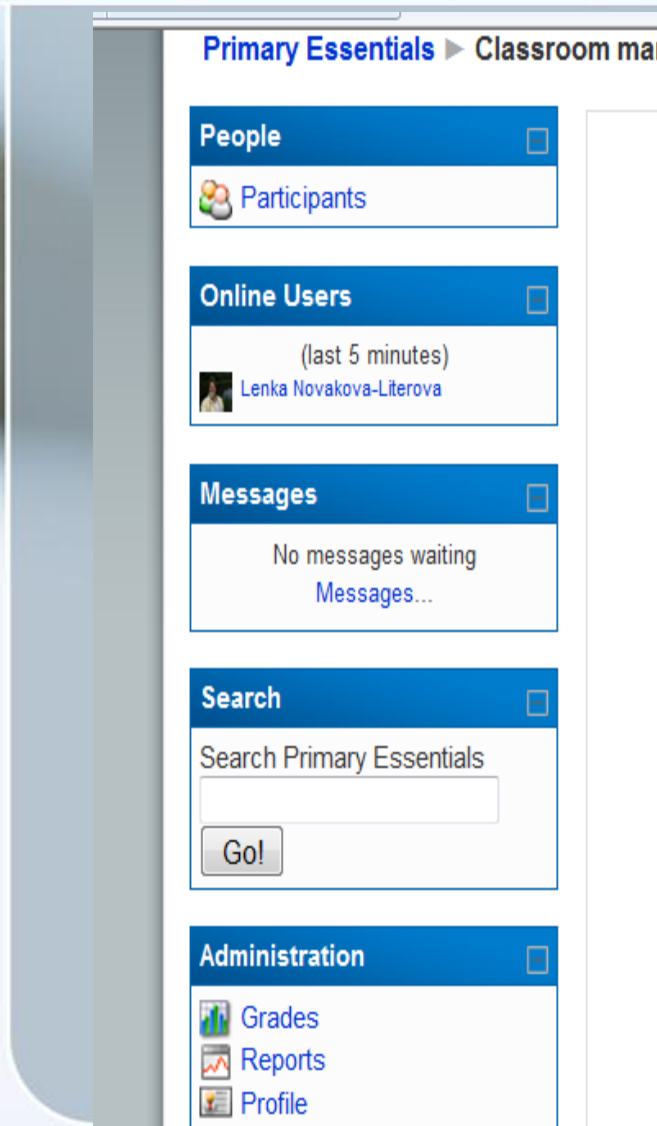 Primary Essentials ► Classroom
People
Participants
Online Users
(last 5 minutes)
Lenka Novakova-Literova
Messages
No messages waiting
Messages...
Search
Search Primary Essentials
Go!
Administration
Grades
Reports
Profile